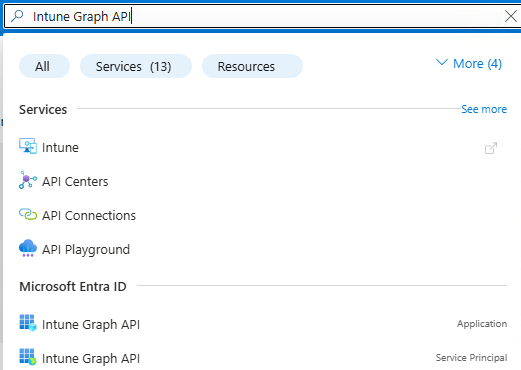 Intune Graph API
All
Services (13)
Resources
More (4)
Services
See more
Intune
API Centers
API Connections
API Playground
Microsoft Entra ID
Intune Graph API
Application
Intune Graph API
Service Principal